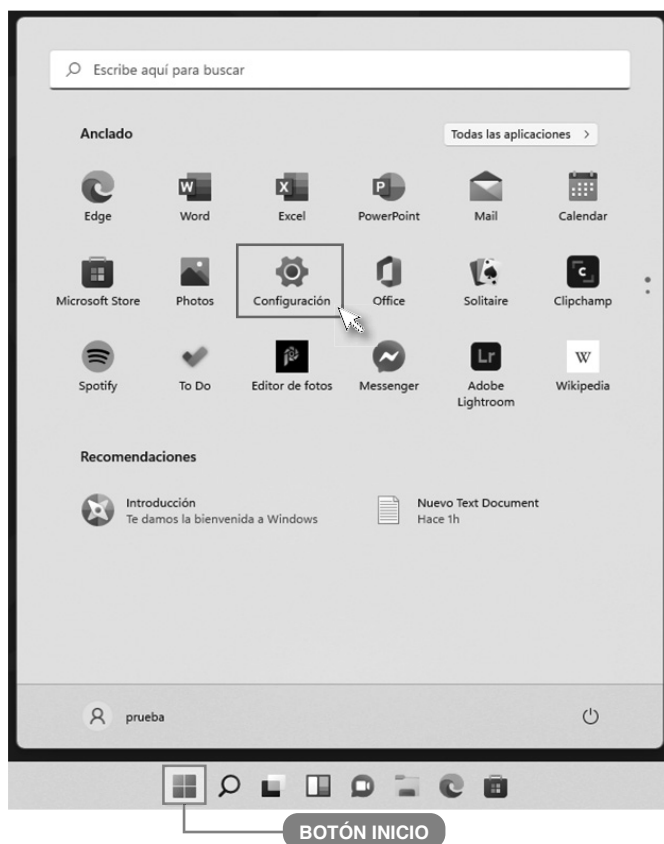 Escribe aquí para buscar
Anclado
Todas las aplicaciones >
Edge
Word
Excel
PowerPoint
Mail
Calendar
Microsoft Store
Photos
Configuración
Office
Solitaire
Clipchamp
Spotify
To Do
Editor de fotos
Messenger
Adobe
Lightroom
Wikipedia
Recomendaciones
Introducción
Te damos la bienvenida a Windows
Nuevo Text Document
Hace 1h
prueba
BOTÓN INICIO